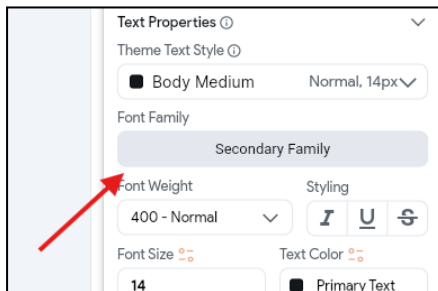 Text Properties
Theme Text Style
Body Medium Normal, 14px
Font Family
Secondary Family
Font Weight Styling
400 - Normal I U S
Font Size Text Color
14 Primary Text